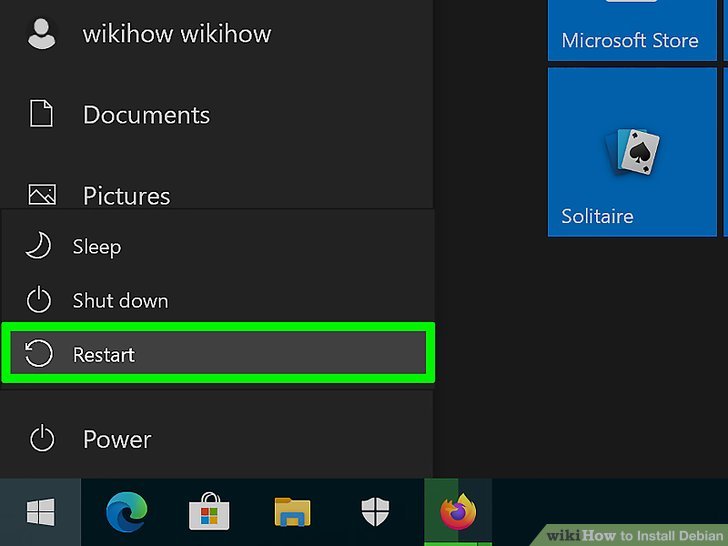 wikihow wikihow
Documents
Pictures
Sleep
Shut down
Restart
Power
Microsoft Store
Solitaire
wikiHow to Install Debian